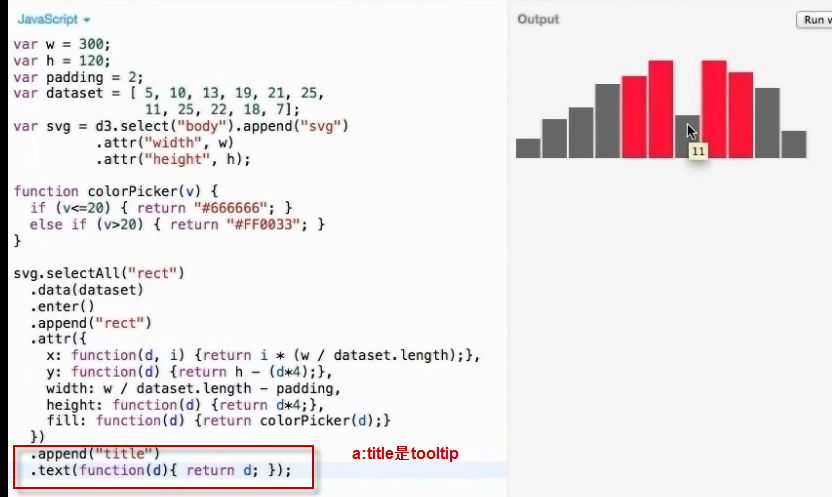 JavaScript
Output
Run w
var w = 300;
var h = 120;
var padding = 2;
var dataset = [ 5, 10, 13, 19, 21, 25,
11, 25, 22, 18, 7];
var svg = d3.select("body").append("svg")
.attr("width", w)
.attr("height", h);
function colorPicker(v) {
if (v<=20) { return "#666666"; }
else if (v>20) { return "#FF0033"; }
}
svg.selectAll("rect")
.data(dataset)
.enter()
.append("rect")
.attr({
x: function(d, i) {return i * (w / dataset.length);},
y: function(d) {return h - (d*4);},
width: w / dataset.length - padding,
height: function(d) {return d*4;},
fill: function(d) {return colorPicker(d);}
})
.append("title")
.text(function(d){ return d; });
a:title是tooltip
11